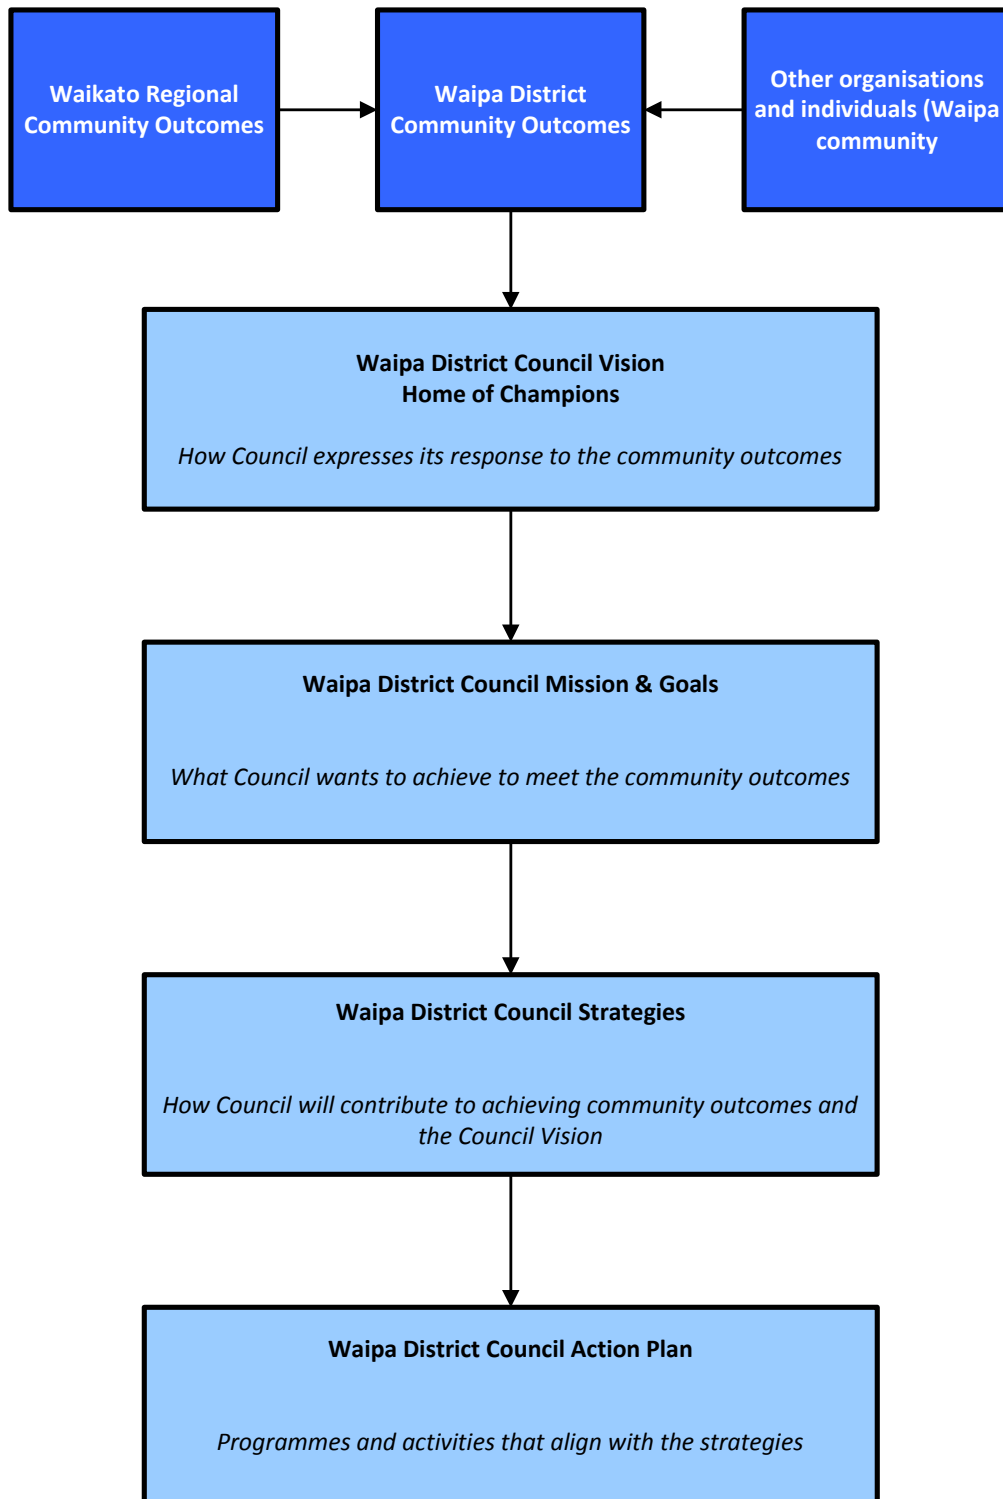 Waikato Regional
Community Outcomes
Waipa District
Community Outcomes
Other organisations
and individuals (Waipa
community
Waipa District Council Vision
Home of Champions
How Council expresses its response to the community outcomes
Waipa District Council Mission & Goals
What Council wants to achieve to meet the community outcomes
Waipa District Council Strategies
How Council will contribute to achieving community outcomes and
the Council Vision
Waipa District Council Action Plan
Programmes and activities that align with the strategies